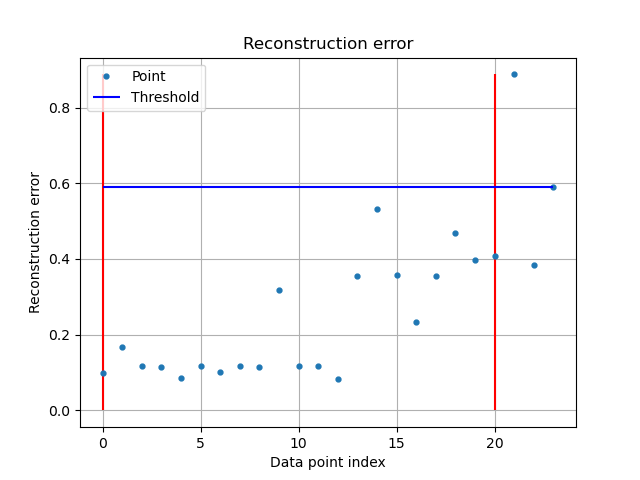 Reconstruction error
Point
Threshold
0.8
0.6
0.4
0.2
0.0
Reconstruction error
0 5 10 15 20
Data point index